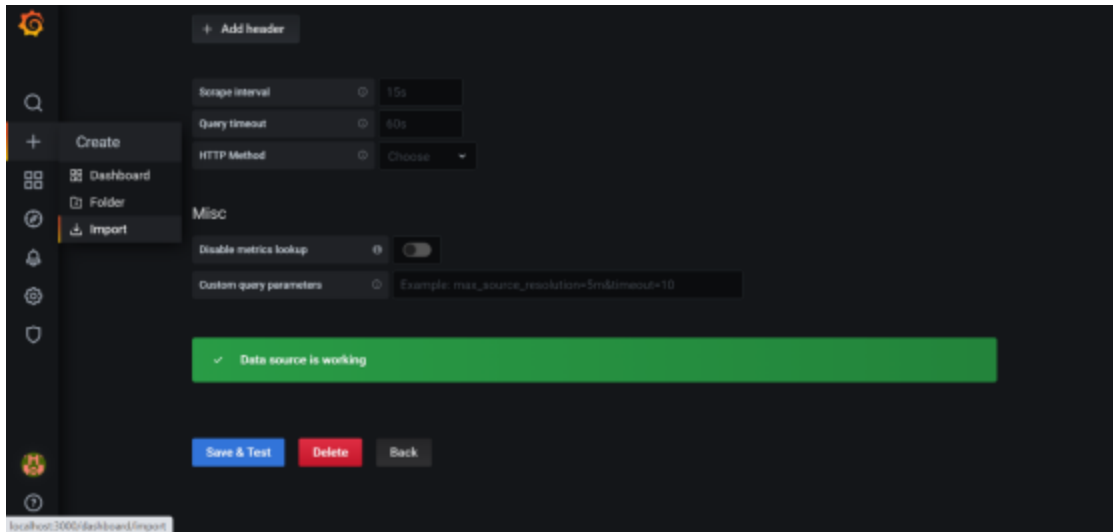 + Add header
Scrape interval
15s
Query timeout
60s
HTTP Method
Choose
Create
Dashboard
Folder
Import
Misc
Disable metrics lookup
Custom query parameters
Example: max_source_resolution=5m&timeout=10
Data source is working
Save & Test
Delete
Back
localhost:3000/dashboard/import